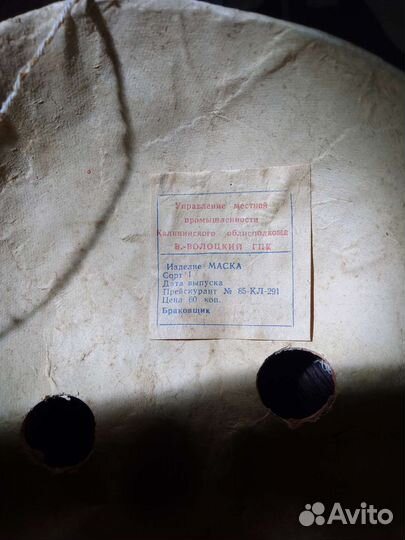 Управление местной
промышленности
Калининского облисполкома
В.-ВОЛОЦКИЙ ГПК
Изделие МАСКА
Сорт 1
Дата выпуска
Прейскурант № 85-КЛ-291
Цена 60 коп.
Браковщик
Avito